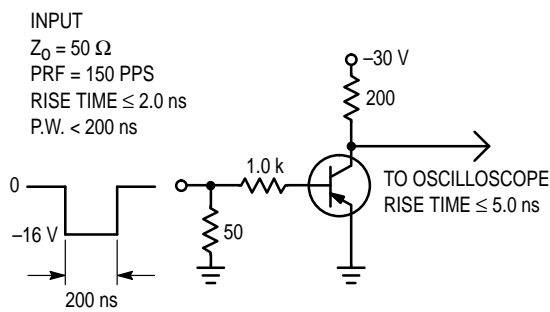 INPUT
Zo = 50 Ω
PRF = 150 PPS
RISE TIME ≤ 2.0 ns
P.W. < 200 ns
−30 V
200
1.0 k
TO OSCILLOSCOPE
RISE TIME ≤ 5.0 ns
0
50
−16 V
200 ns